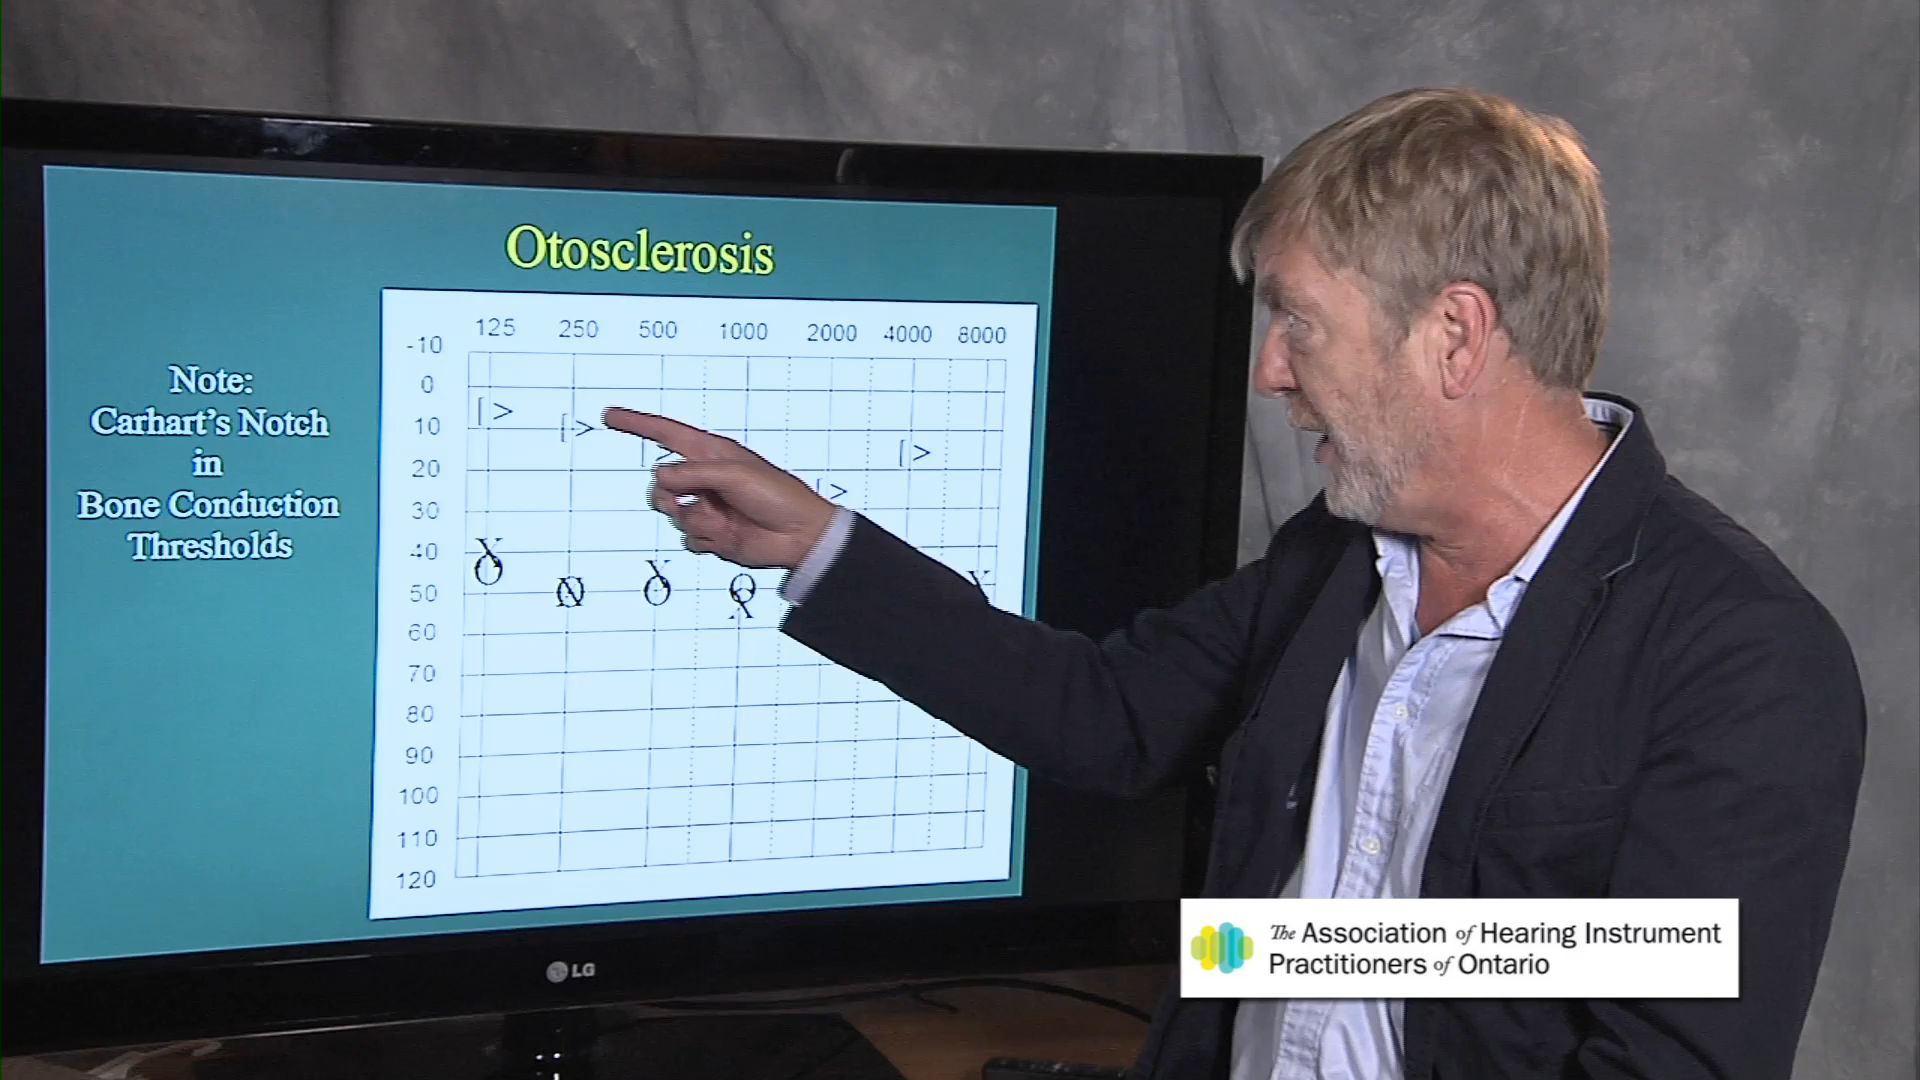 Otosclerosis
Note:
Carhart's Notch
in
Bone Conduction
Thresholds
125 250 500 1000 2000 4000 8000
-10
0
10
20
30
40
50
60
70
80
90
100
110
120
[ >
[ >
[ >
[ >
[ >
X
O
X
O
X
O
X
O
X
LG
The Association of Hearing Instrument
Practitioners of Ontario